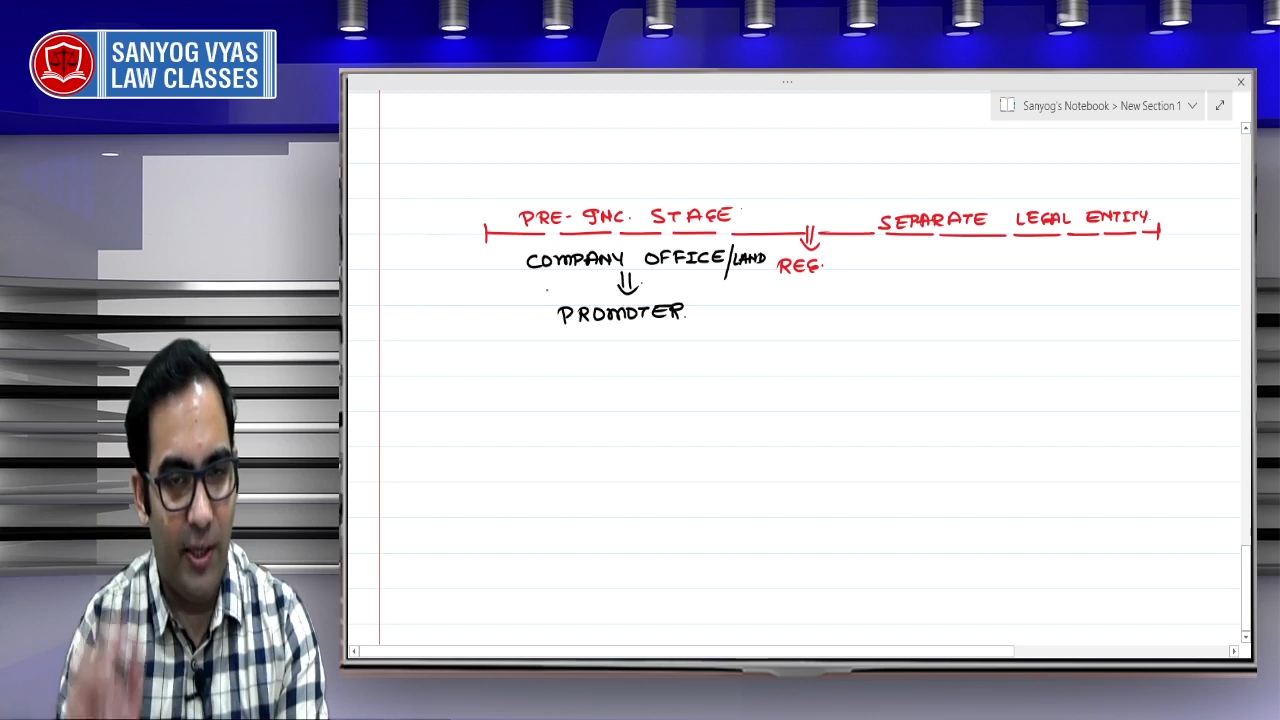 SANYOG VYAS
LAW CLASSES
Sanyog's Notebook > New Section 1
PRE-INC. STAGE
SEPARATE LEGAL ENTITY
COMPANY OFFICE/LAND
REG.
PROMOTER.